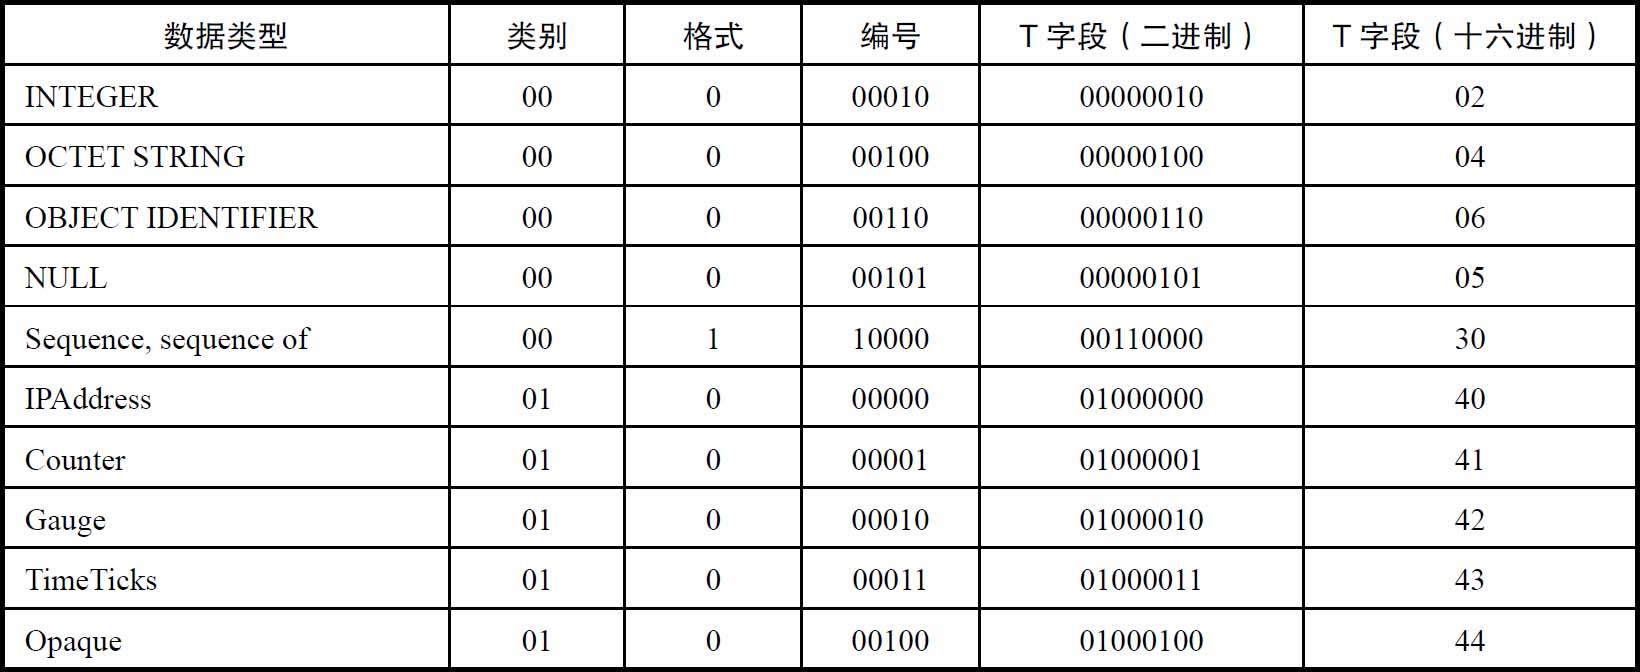 数据类型 类别 格式 编号 T 字段（二进制） T 字段（十六进制）
INTEGER 00 0 00010 00000010 02
OCTET STRING 00 0 00100 00000100 04
OBJECT IDENTIFIER 00 0 00110 00000110 06
NULL 00 0 00101 00000101 05
Sequence, sequence of 00 1 10000 00110000 30
IPAddress 01 0 00000 01000000 40
Counter 01 0 00001 01000001 41
Gauge 01 0 00010 01000010 42
TimeTicks 01 0 00011 01000011 43
Opaque 01 0 00100 01000100 44